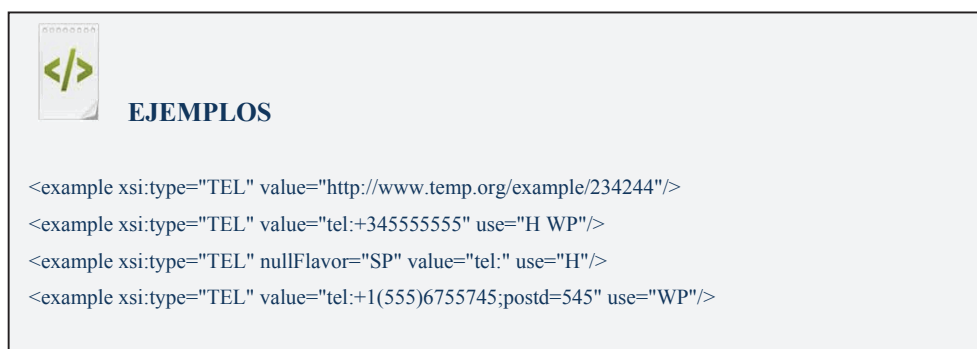 </>
EJEMPLOS
<example xsi:type="TEL" value="http://www.temp.org/example/234244"/>
<example xsi:type="TEL" value="tel:+345555555" use="H WP"/>
<example xsi:type="TEL" nullFlavor="SP" value="tel:" use="H"/>
<example xsi:type="TEL" value="tel:+1(555)6755745;postd=545" use="WP"/>